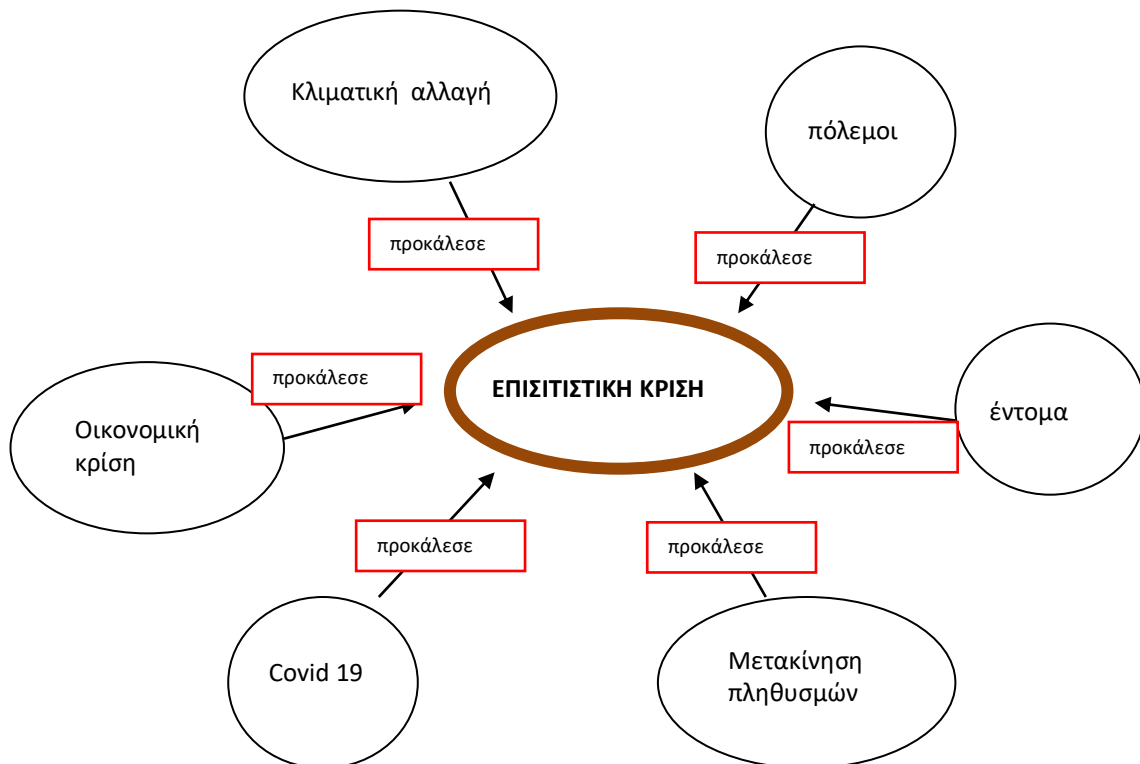 Κλιματική αλλαγή
πόλεμοι
προκάλεσε
προκάλεσε
προκάλεσε
ΕΠΙΣΙΤΙΣΤΙΚΗ ΚΡΙΣΗ
έντομα
Οικονομική
κρίση
προκάλεσε
προκάλεσε
προκάλεσε
Covid 19
Μετακίνηση
πληθυσμών